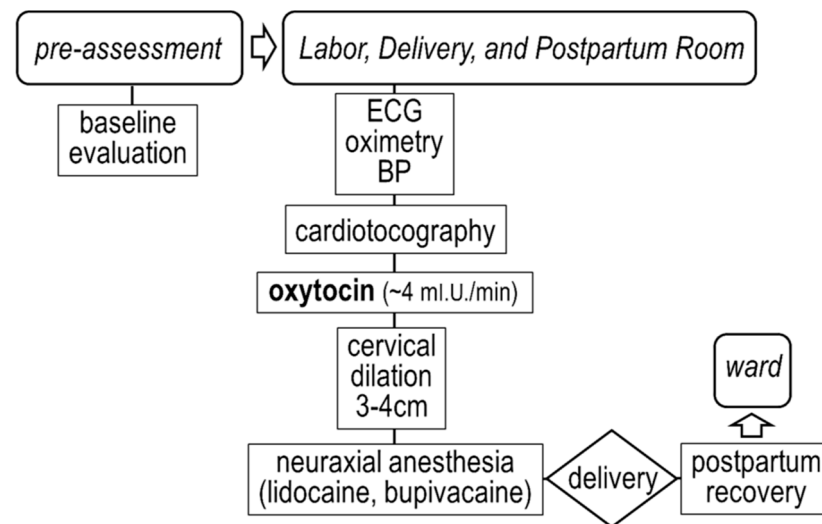 pre-assessment
Labor, Delivery, and Postpartum Room
baseline
evaluation
ECG
oximetry
BP
cardiotocography
oxytocin (~4 mI.U./min)
cervical
dilation
3-4cm
neuraxial anesthesia
(lidocaine, bupivacaine)
delivery
postpartum
recovery
ward